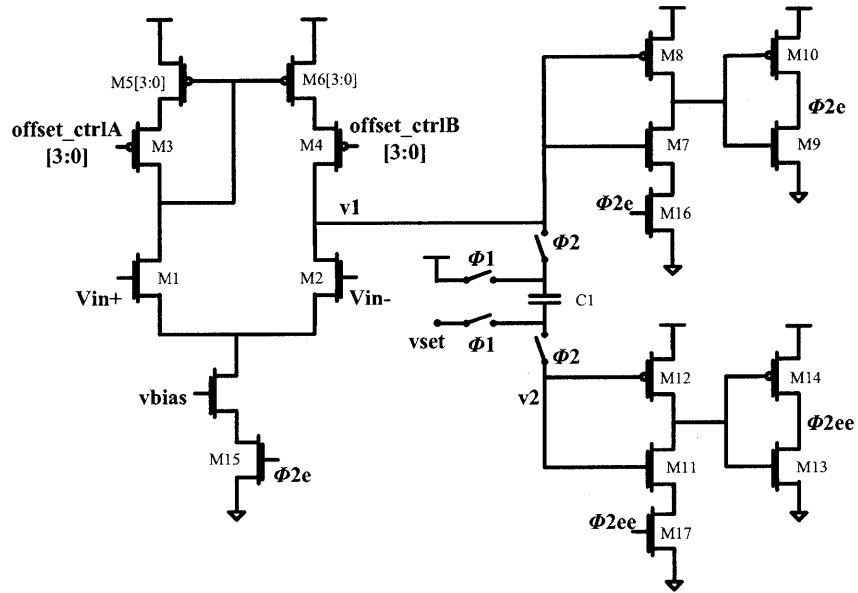 M5[3:0]
M6[3:0]
offset_ctrlA
[3:0]
M3
M4
offset_ctrlB
[3:0]
v1
M1
M2
Vin+
Vin-
vbias
M15
Φ2e
M8
M10
Φ2e
M7
M9
Φ2e
M16
Φ2
Φ1
C1
vset
Φ1
Φ2
v2
M12
M14
Φ2ee
M11
M13
Φ2ee
M17